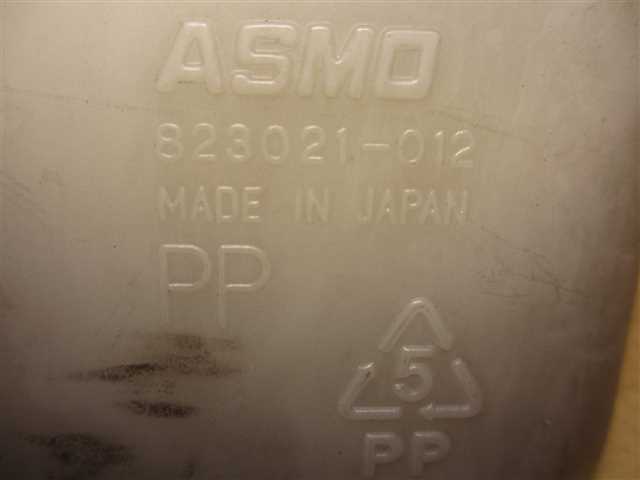 ASMO
823021-012
MADE IN JAPAN
PP
5
PP